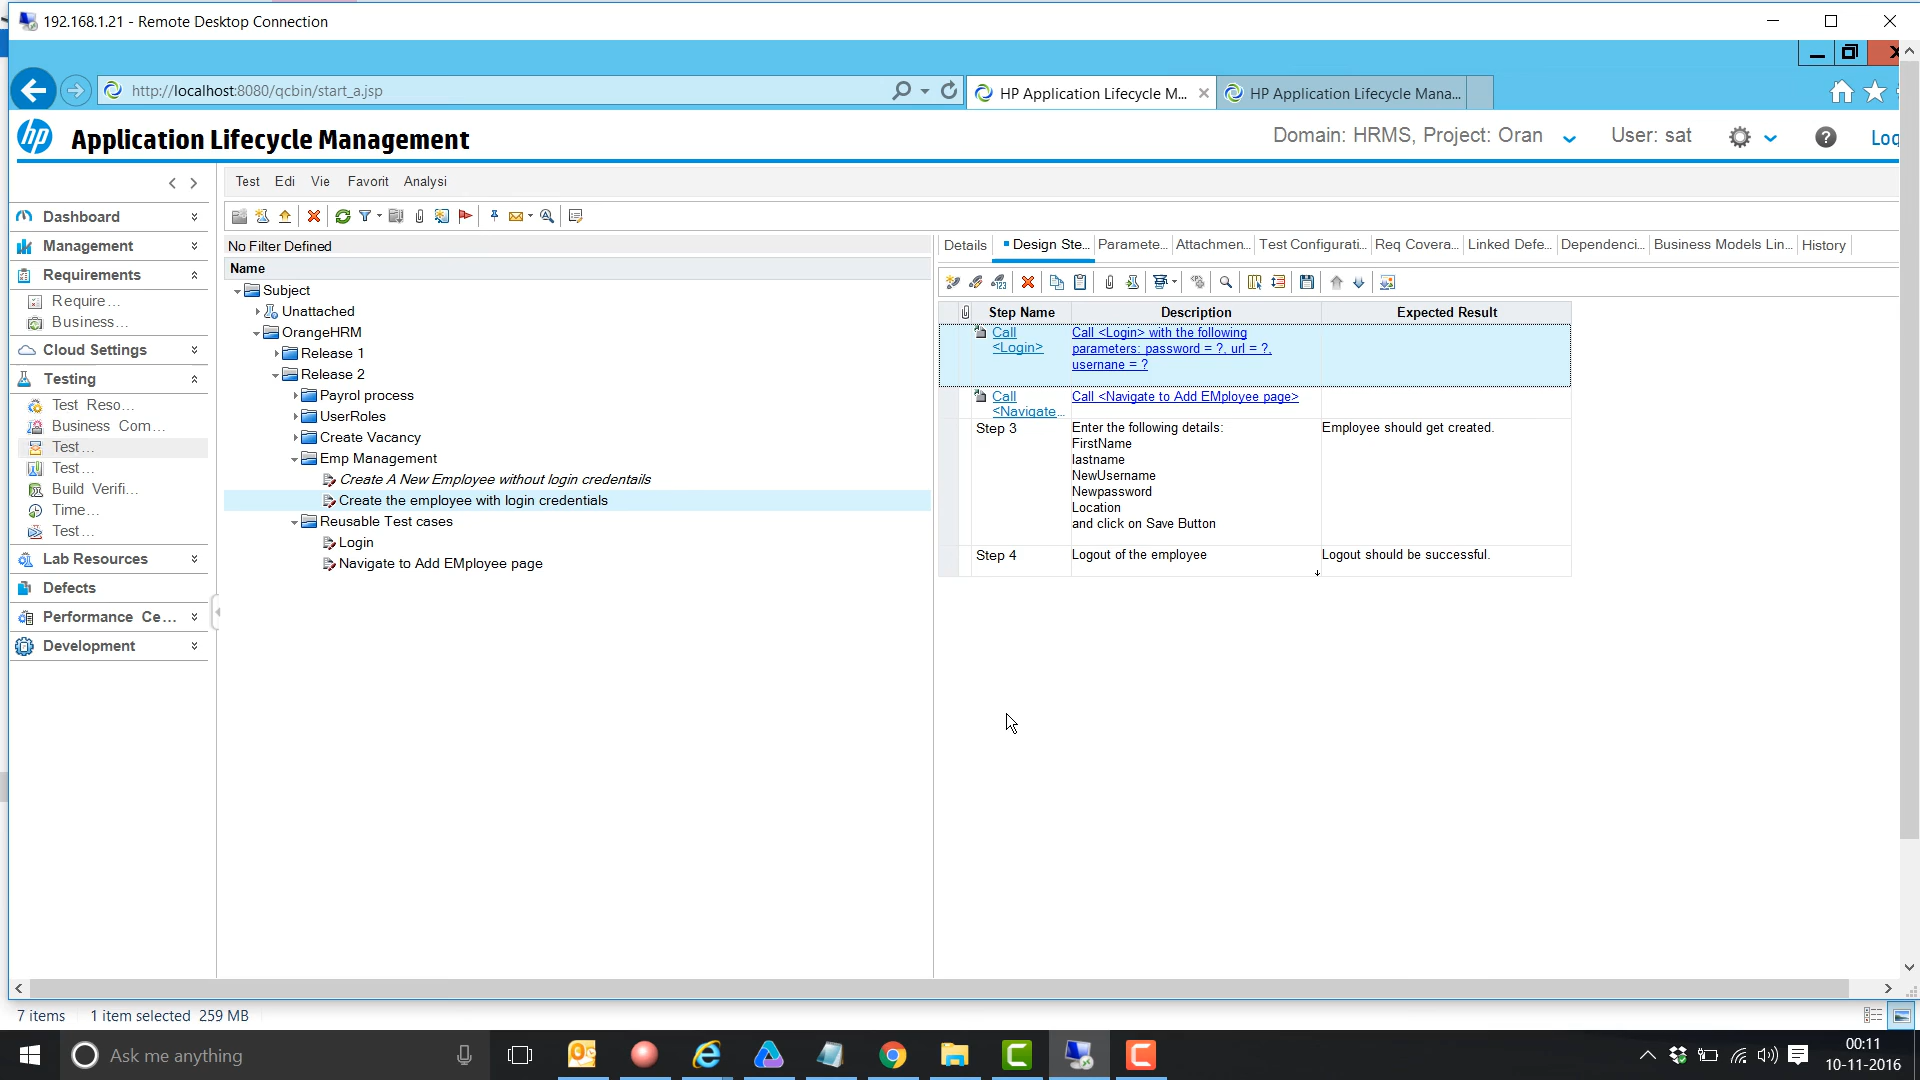 192.168.1.21 - Remote Desktop Connection
http://localhost:8080/qcbin/start_a.jsp
HP Application Lifecycle M...
HP Application Lifecycle Mana...
hp
Application Lifecycle Management
Domain: HRMS, Project: Oran
User: sat
Log
Test Edi Vie Favorit Analysi
Dashboard
Management
Requirements
Require...
Business...
Cloud Settings
Testing
Test Reso...
Business Com...
Test...
Test...
Build Verifi...
Time...
Test...
Lab Resources
Defects
Performance Ce...
Development
No Filter Defined
Name
Subject
Unattached
OrangeHRM
Release 1
Release 2
Payrol process
UserRoles
Create Vacancy
Emp Management
Create A New Employee without login credentails
Create the employee with login credentials
Reusable Test cases
Login
Navigate to Add EMployee page
Details
Design Ste...
Paramete...
Attachmen...
Test Configurati...
Req Covera...
Linked Defe...
Dependenci...
Business Models Lin...
History
Step Name Description Expected Result
Call
<Login>
Call <Login> with the following
parameters: password = ?, url = ?,
usernane = ?
Call
<Navigate...
Call <Navigate to Add EMployee page>
Step 3
Enter the following details:
FirstName
lastname
NewUsername
Newpassword
Location
and click on Save Button
Employee should get created.
Step 4
Logout of the employee
Logout should be successful.
7 items 1 item selected 259 MB
Ask me anything
00:11
10-11-2016